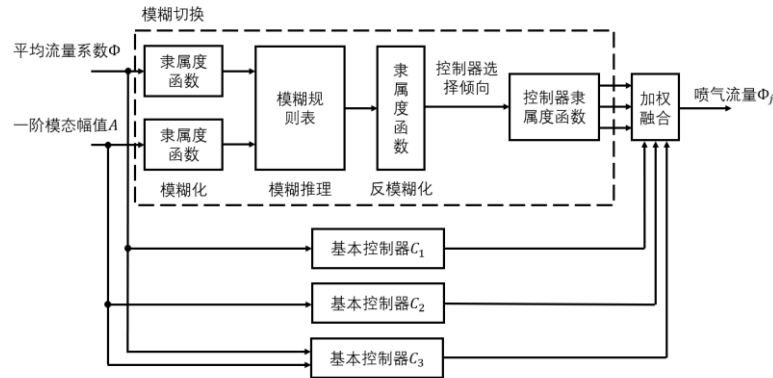 模糊切换
平均流量系数Φ
一阶模态幅值A
隶属度
函数
隶属度
函数
模糊化
模糊规
则表
模糊推理
隶
属
度
函
数
反模糊化
控制器选
择倾向
控制器隶
属度函数
加权
融合
喷气流量Φⱼ
基本控制器C₁
基本控制器C₂
基本控制器C₃